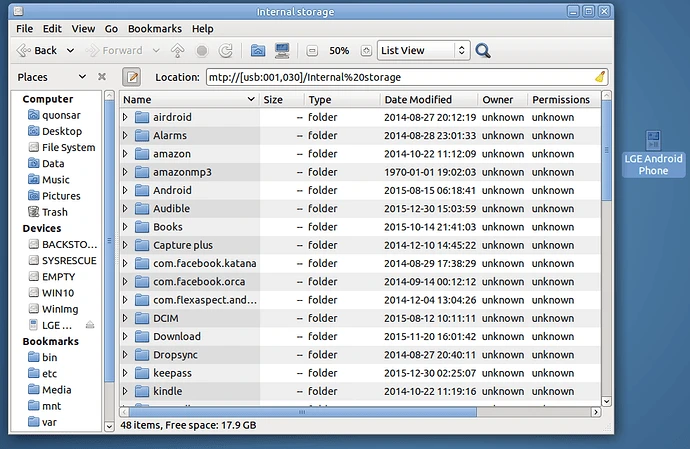 Internal storage
File Edit View Go Bookmarks Help
Back Forward 50% List View
Places Location: mtp://[usb:001,030]/Internal%20storage
Computer
quonsar
Desktop
File System
Data
Music
Pictures
Trash
Devices
BACKSTO...
SYSRESCUE
EMPTY
WIN10
WinImg
LGE ...
Bookmarks
bin
etc
Media
mnt
var
Name Size Type Date Modified Owner Permissions
airdroid -- folder 2014-08-27 20:12:19 unknown unknown
Alarms -- folder 2014-08-28 23:01:33 unknown unknown
amazon -- folder 2014-10-22 11:12:09 unknown unknown
amazonmp3 -- folder 1970-01-01 19:02:03 unknown unknown
Android -- folder 2015-08-15 06:18:41 unknown unknown
Audible -- folder 2015-12-30 15:03:59 unknown unknown
Books -- folder 2015-10-14 21:41:03 unknown unknown
Capture plus -- folder 2014-12-10 14:45:22 unknown unknown
com.facebook.katana -- folder 2014-08-29 17:38:29 unknown unknown
com.facebook.orca -- folder 2014-09-14 00:12:12 unknown unknown
com.flexaspect.and... -- folder 2014-12-04 13:04:26 unknown unknown
DCIM -- folder 2015-08-12 10:11:11 unknown unknown
Download -- folder 2015-11-20 16:01:42 unknown unknown
Dropsync -- folder 2014-08-27 20:40:11 unknown unknown
keepass -- folder 2015-12-30 02:25:07 unknown unknown
kindle -- folder 2014-10-22 11:19:16 unknown unknown
48 items, Free space: 17.9 GB
LGE Android
Phone